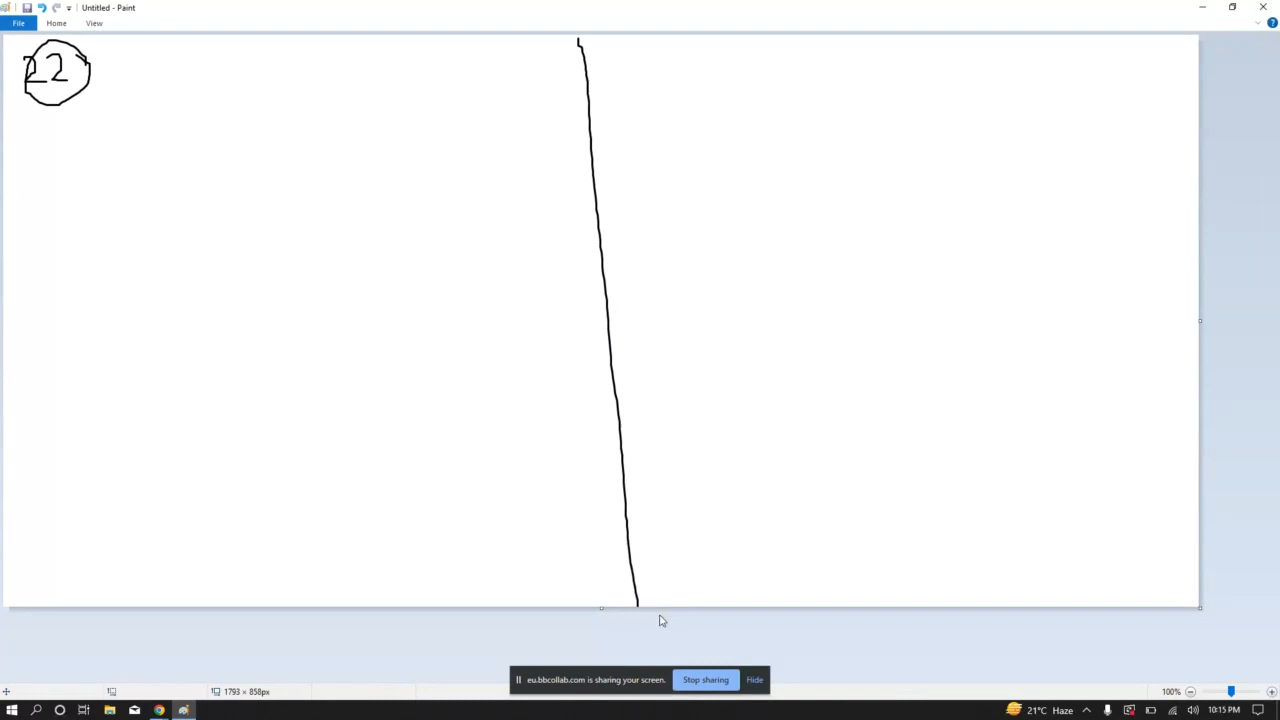 Untitled - Paint
File Home View
22
eu.bbcollab.com is sharing your screen. Stop sharing Hide
1793 × 858px
100%
21°C Haze
10:15 PM